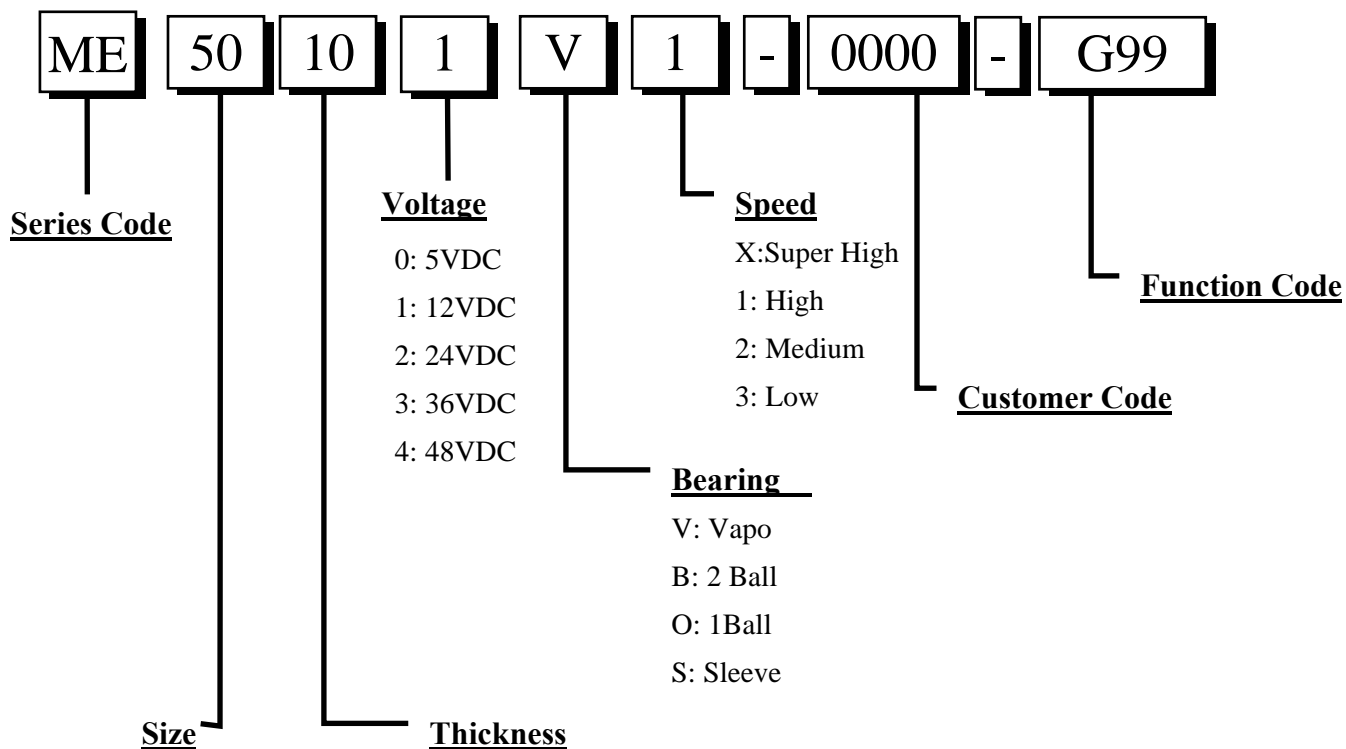 ME 50 10 1 V 1 - 0000 - G99
Series Code
Voltage
0: 5VDC
1: 12VDC
2: 24VDC
3: 36VDC
4: 48VDC
Speed
X:Super High
1: High
2: Medium
3: Low
Function Code
Customer Code
Bearing
V: Vapo
B: 2 Ball
O: 1Ball
S: Sleeve
Size
Thickness